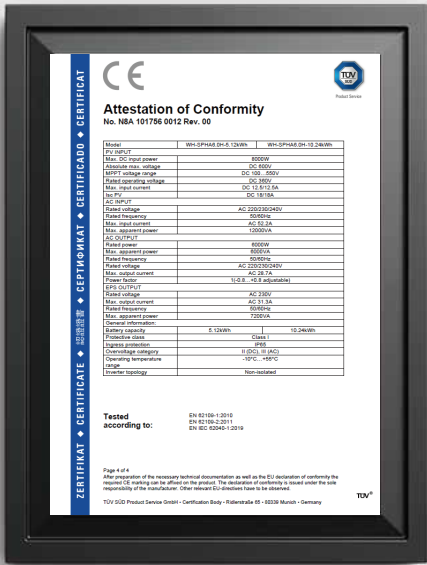 CE
TÜV
SÜD
Product Service
Attestation of Conformity
No. N8A 101756 0012 Rev. 00
Model WH-SPHA6.0H-5.12kWh WH-SPHA6.0H-10.24kWh
PV INPUT
Max. DC input power 8000W
Absolute max. voltage DC 600V
MPPT voltage range DC 100...550V
Rated operating voltage DC 360V
Max. input current DC 12.5/12.5A
Isc PV DC 18/18A
AC INPUT
Rated voltage AC 220/230/240V
Rated frequency 50/60Hz
Max. input current AC 52.2A
Max. apparent power 12000VA
AC OUTPUT
Rated power 6000W
Max. apparent power 6000VA
Rated frequency 50/60Hz
Rated voltage AC 220/230/240V
Max. output current AC 28.7A
Power factor 1(-0.8...+0.8 adjustable)
EPS OUTPUT
Rated voltage AC 230V
Max. output current AC 31.3A
Rated frequency 50/60Hz
Max. apparent power 7200VA
General information:
Battery capacity 5.12kWh 10.24kWh
Protective class Class I
Ingress protection IP65
Overvoltage category II (DC), III (AC)
Operating temperature -10°C...+55°C
range
Inverter topology Non-isolated
Tested EN 62109-1:2010
according to: EN 62109-2:2011
EN IEC 62040-1:2019
Page 4 of 4
After preparation of the necessary technical documentation as well as the EU declaration of conformity the
required CE marking can be affixed on the product. The declaration of conformity is issued under the sole
responsibility of the manufacturer. Other relevant EU-directives have to be observed.
TÜV SÜD Product Service GmbH • Certification Body • Ridlerstraße 65 • 80339 Munich • Germany
TÜV®
ZERTIFIKAT ◆ CERTIFICATE ◆ 認證證書 ◆ СЕРТИФИКАТ ◆ CERTIFICADO ◆ CERTIFICAT